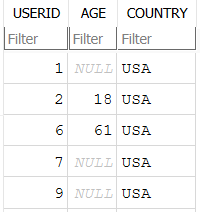 USERID AGE COUNTRY
Filter Filter Filter
1 NULL USA
2 18 USA
6 61 USA
7 NULL USA
9 NULL USA